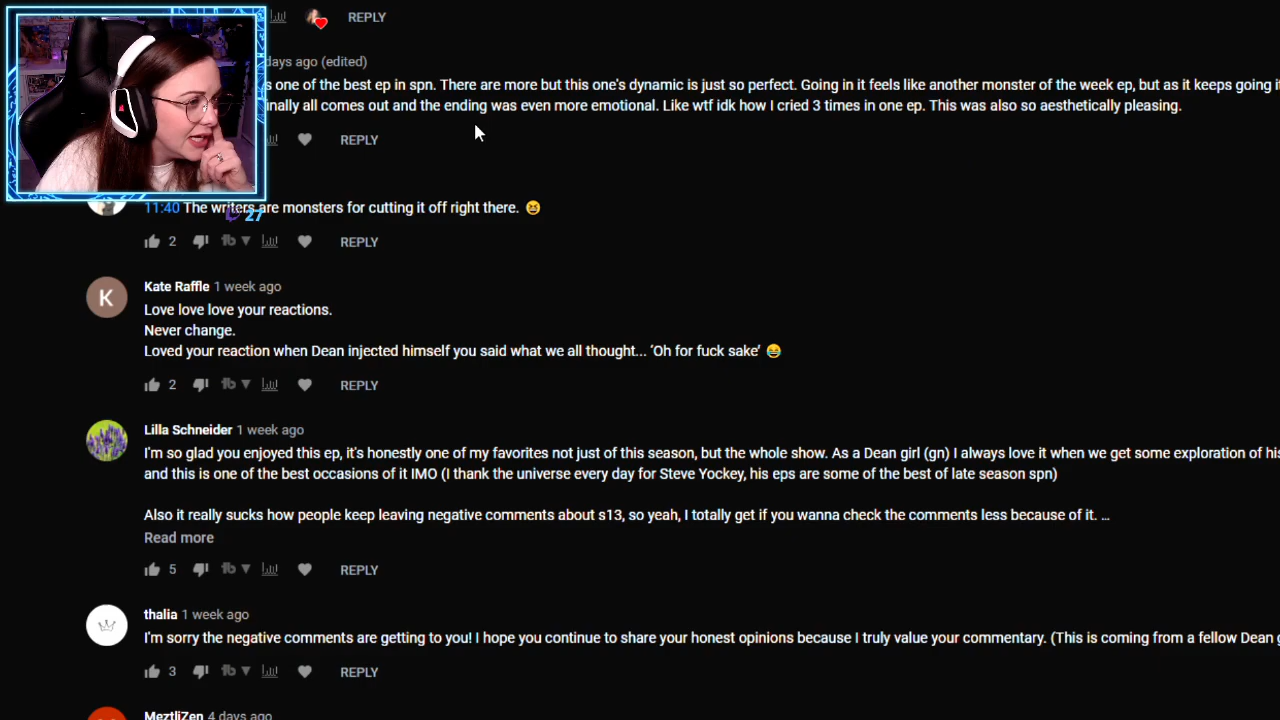 REPLY
days ago (edited)
s one of the best ep in spn. There are more but this one's dynamic is just so perfect. Going in it feels like another monster of the week ep, but as it keeps going i
inally all comes out and the ending was even more emotional. Like wtf idk how I cried 3 times in one ep. This was also so aesthetically pleasing.
REPLY
11:40 The writers are monsters for cutting it off right there. 😆
27
2 REPLY
Kate Raffle 1 week ago
Love love love your reactions.
Never change.
Loved your reaction when Dean injected himself you said what we all thought... ‘Oh for fuck sake’ 😂
2 REPLY
Lilla Schneider 1 week ago
I'm so glad you enjoyed this ep, it's honestly one of my favorites not just of this season, but the whole show. As a Dean girl (gn) I always love it when we get some exploration of his
and this is one of the best occasions of it IMO (I thank the universe every day for Steve Yockey, his eps are some of the best of late season spn)
Also it really sucks how people keep leaving negative comments about s13, so yeah, I totally get if you wanna check the comments less because of it. ...
Read more
5 REPLY
thalia 1 week ago
I'm sorry the negative comments are getting to you! I hope you continue to share your honest opinions because I truly value your commentary. (This is coming from a fellow Dean g
3 REPLY
MeztliZen 4 days ago